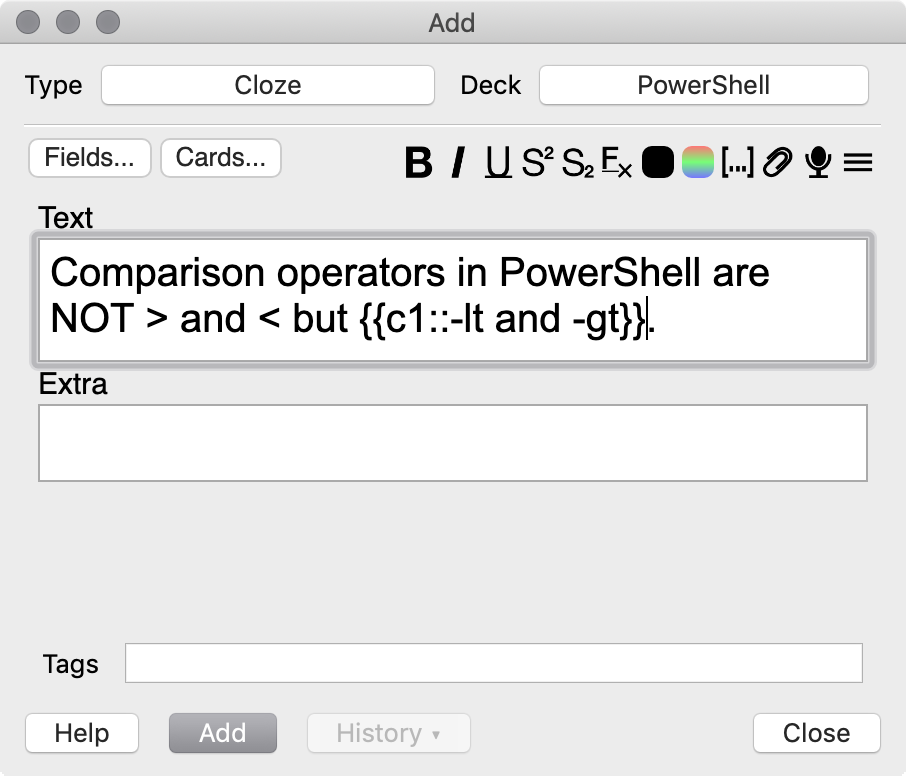 Add
Type Cloze Deck PowerShell
Fields... Cards... B I U S² S₂ Fx [...]
Text
Comparison operators in PowerShell are
NOT > and < but {{c1::-lt and -gt}}.
Extra
Tags
Help Add History ▾ Close